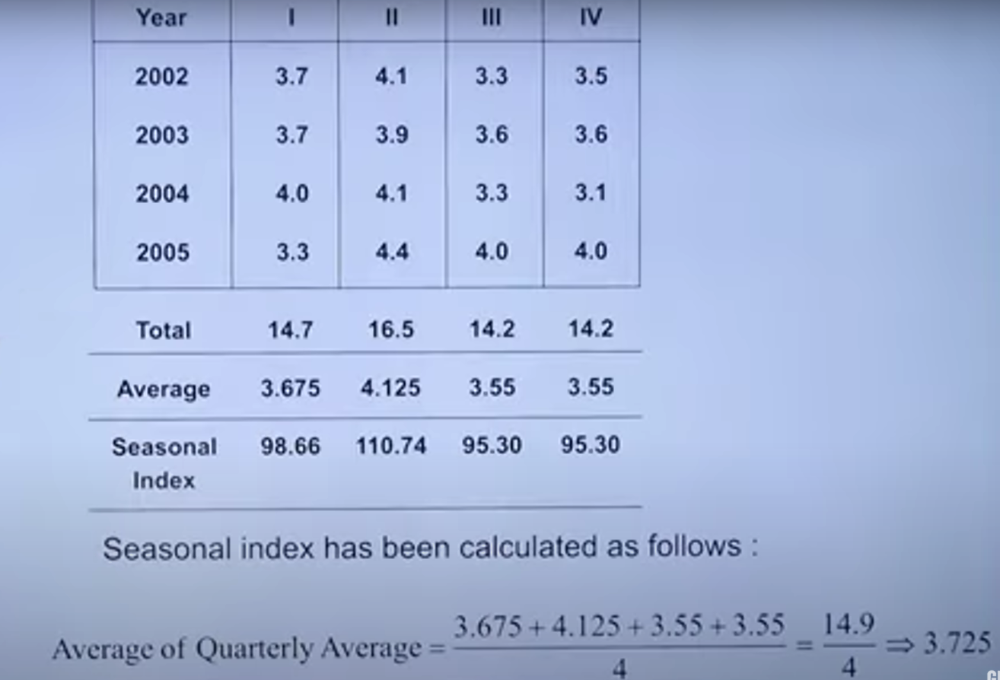 Year I II III IV
2002 3.7 4.1 3.3 3.5
2003 3.7 3.9 3.6 3.6
2004 4.0 4.1 3.3 3.1
2005 3.3 4.4 4.0 4.0
Total 14.7 16.5 14.2 14.2
Average 3.675 4.125 3.55 3.55
Seasonal Index 98.66 110.74 95.30 95.30
Seasonal index has been calculated as follows :
Average of Quarterly Average = (3.675 + 4.125 + 3.55 + 3.55)/4 = 14.9/4 ⇒ 3.725